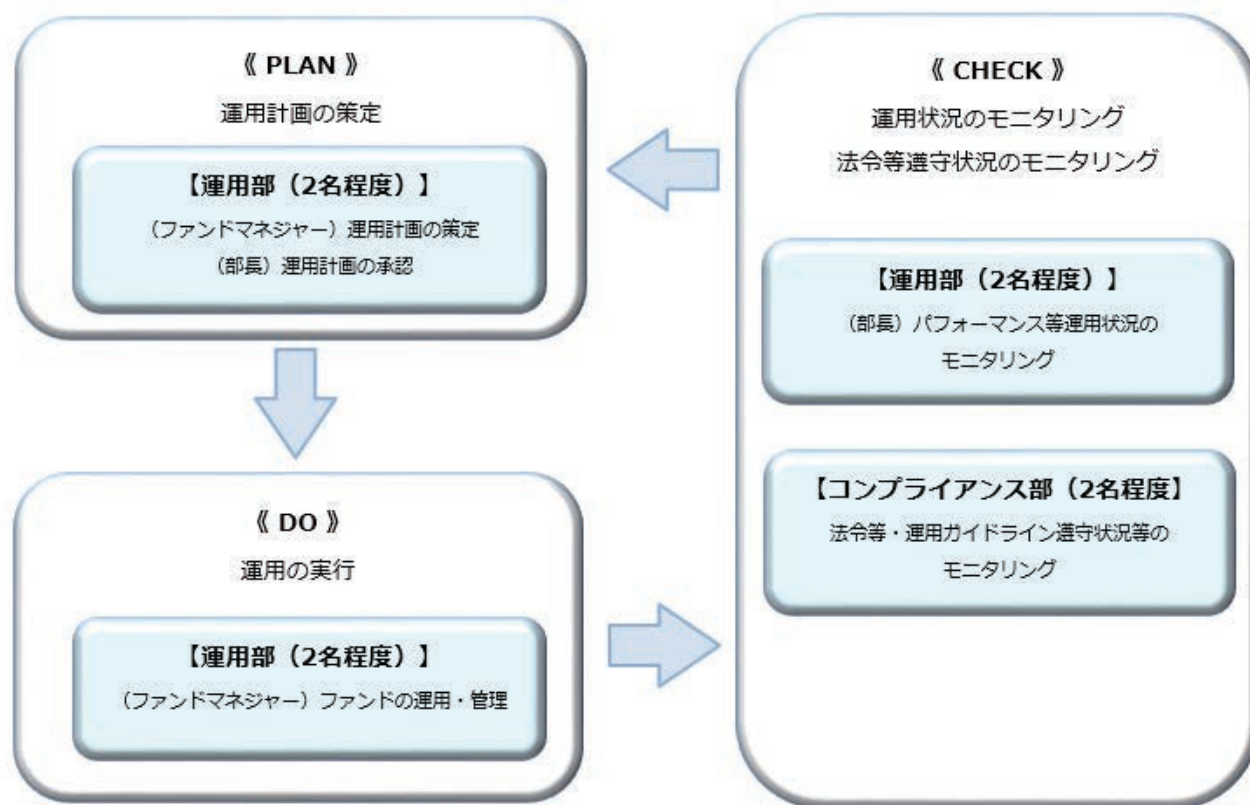 《 PLAN 》
運用計画の策定
【運用部（2名程度）】
（ファンドマネジャー）運用計画の策定
（部長）運用計画の承認
《 DO 》
運用の実行
【運用部（2名程度）】
（ファンドマネジャー）ファンドの運用・管理
《 CHECK 》
運用状況のモニタリング
法令等遵守状況のモニタリング
【運用部（2名程度）】
（部長）パフォーマンス等運用状況の
モニタリング
【コンプライアンス部（2名程度】
法令等・運用ガイドライン遵守状況等の
モニタリング